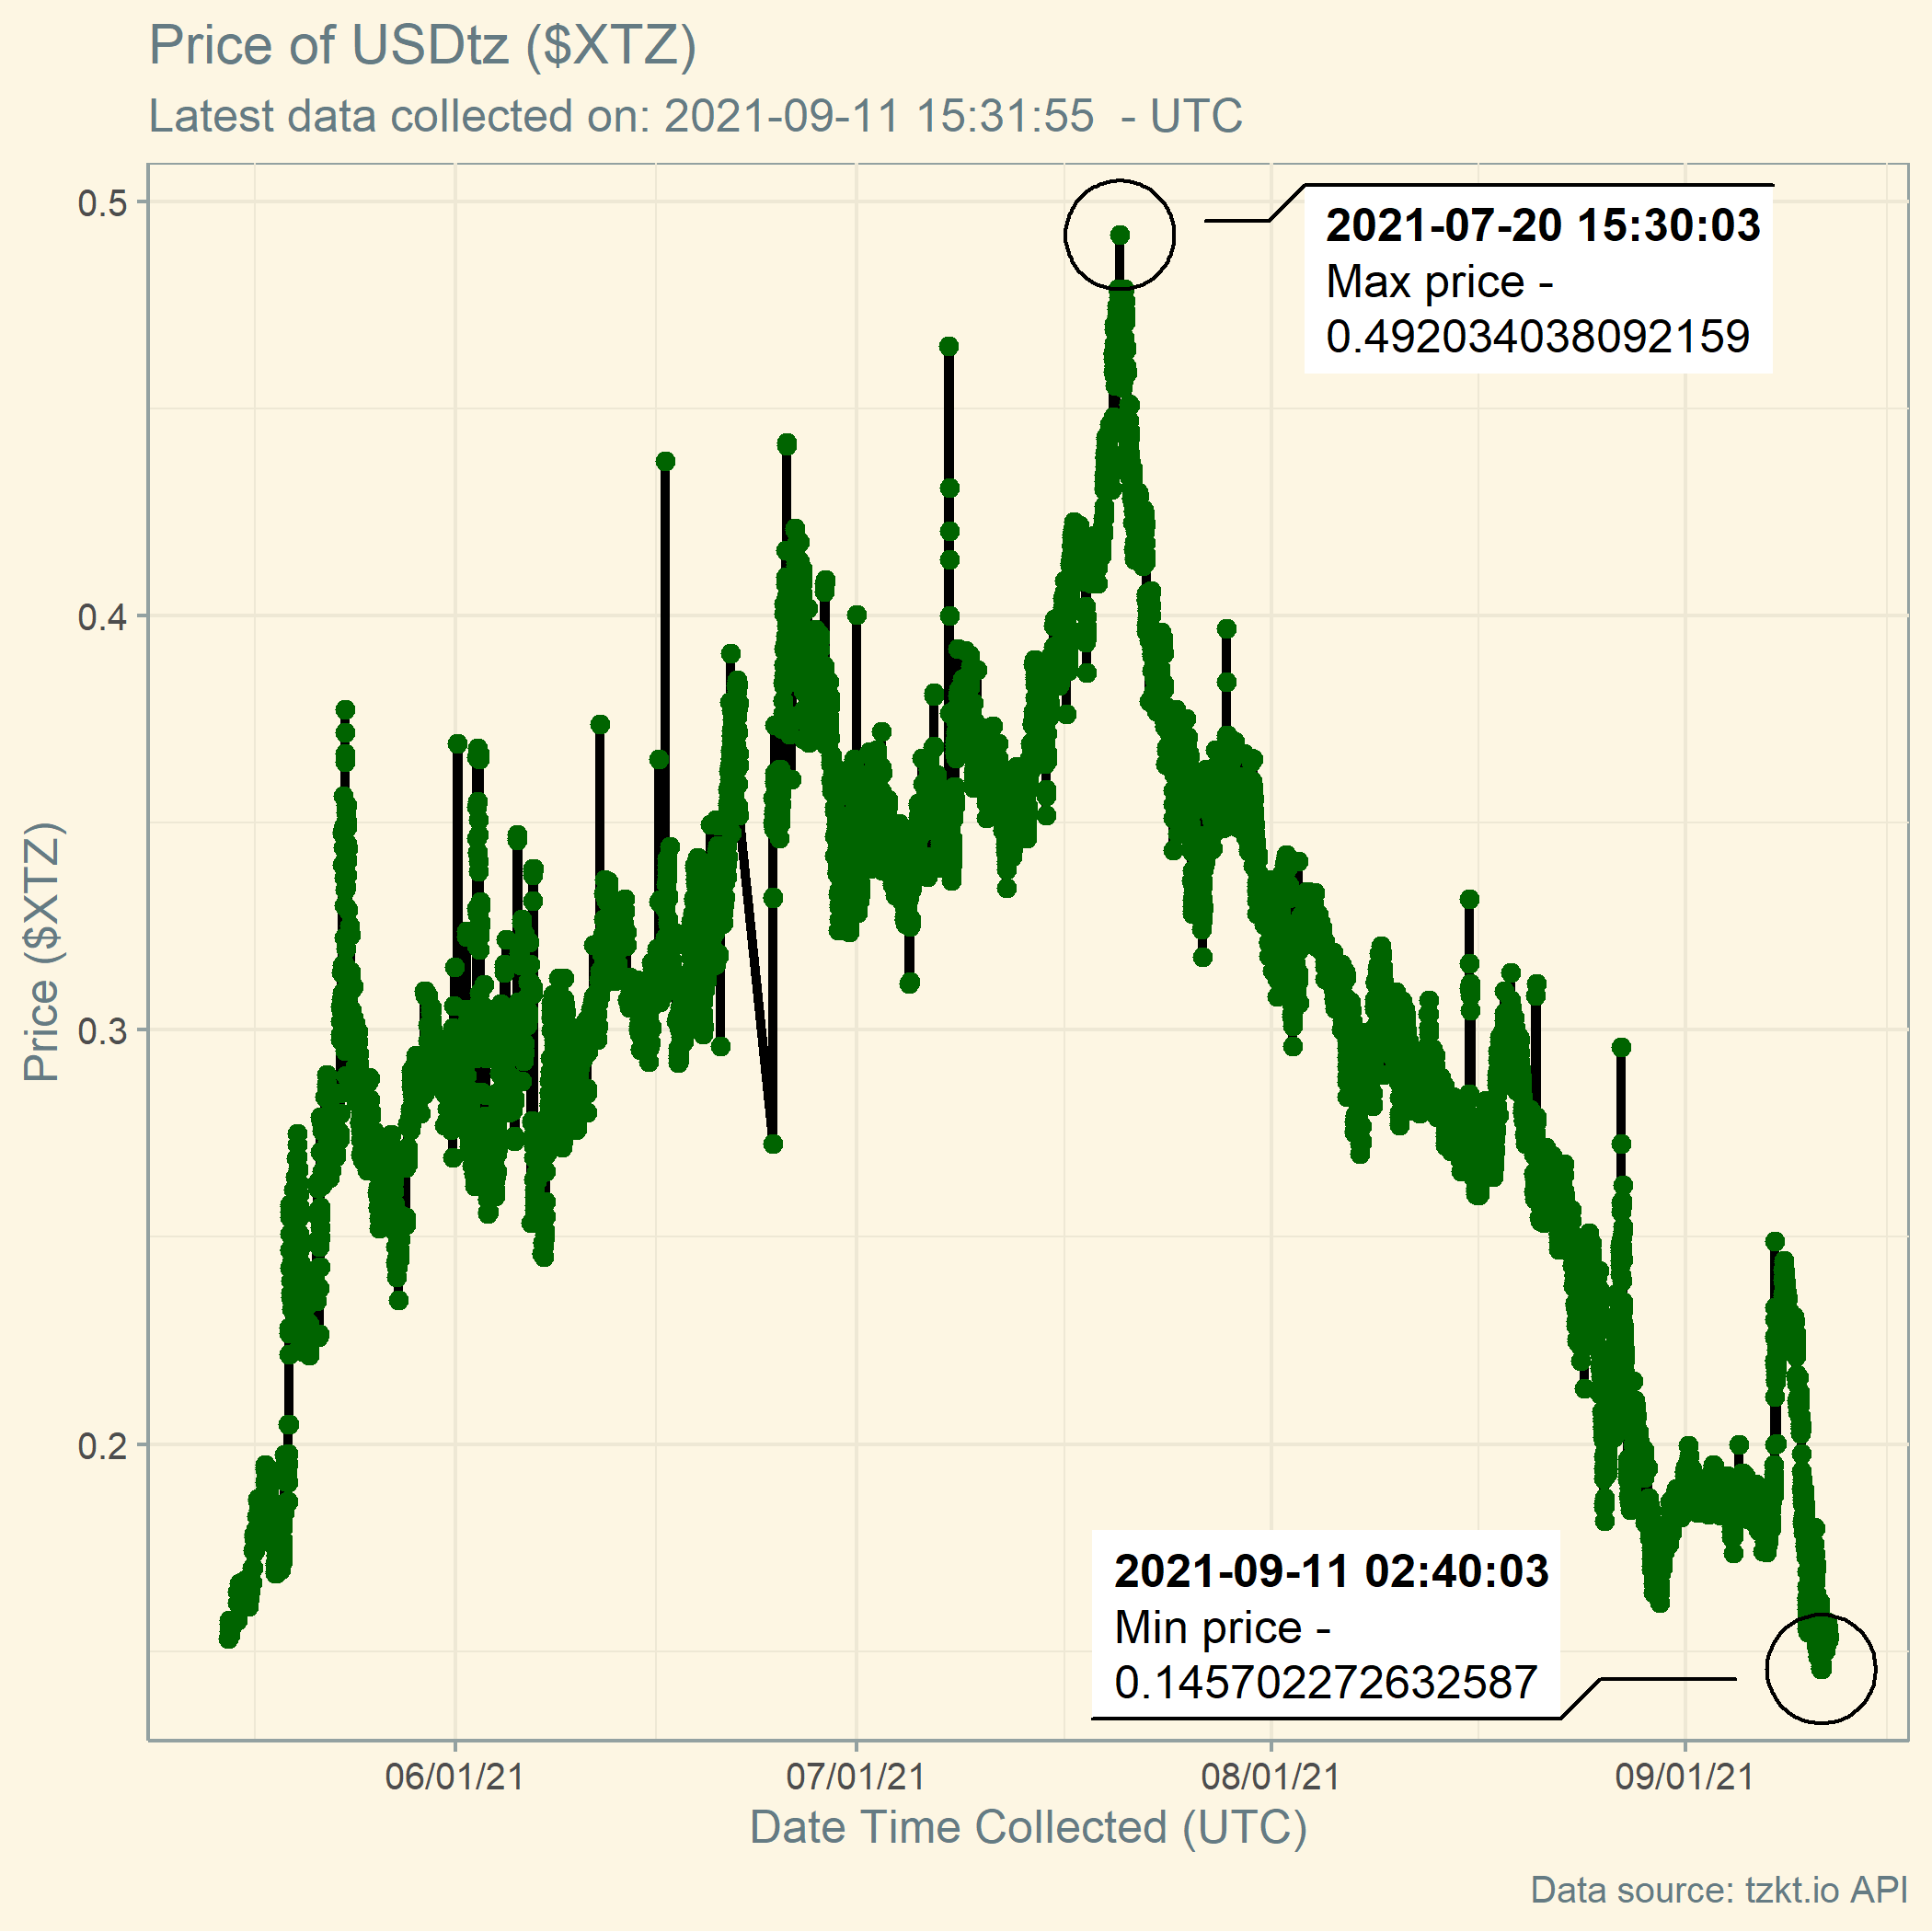 Price of USDtz ($XTZ)
Latest data collected on: 2021-09-11 15:31:55  - UTC
0.5
0.4
0.3
0.2
Price ($XTZ)
2021-07-20 15:30:03
Max price -
0.492034038092159
2021-09-11 02:40:03
Min price -
0.145702272632587
06/01/21
07/01/21
08/01/21
09/01/21
Date Time Collected (UTC)
Data source: tzkt.io API